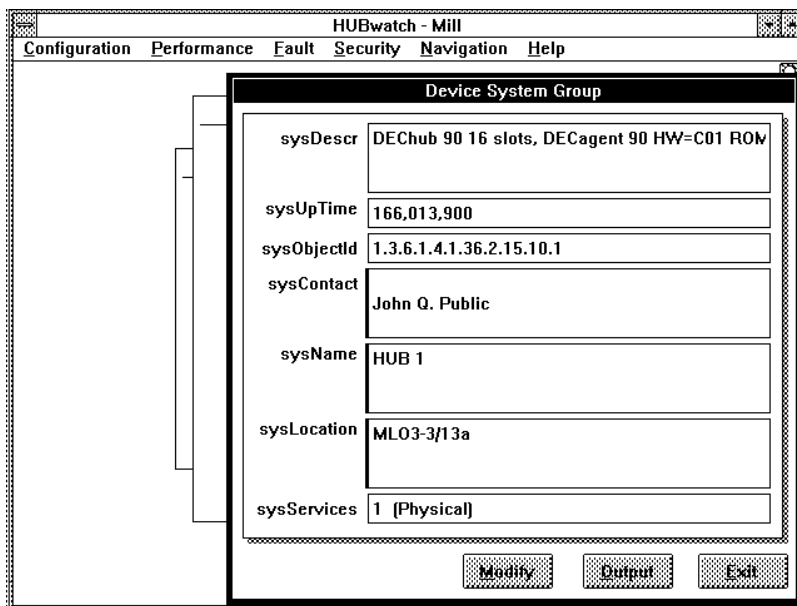 HUBwatch - Mill
Configuration Performance Fault Security Navigation Help
Device System Group
sysDescr DEChub 90 16 slots, DECagent 90 HW=C01 ROM
sysUpTime 166,013,900
sysObjectId 1.3.6.1.4.1.36.2.15.10.1
sysContact John Q. Public
sysName HUB 1
sysLocation MLO3-3/13a
sysServices 1 (Physical)
Modify Output Exit